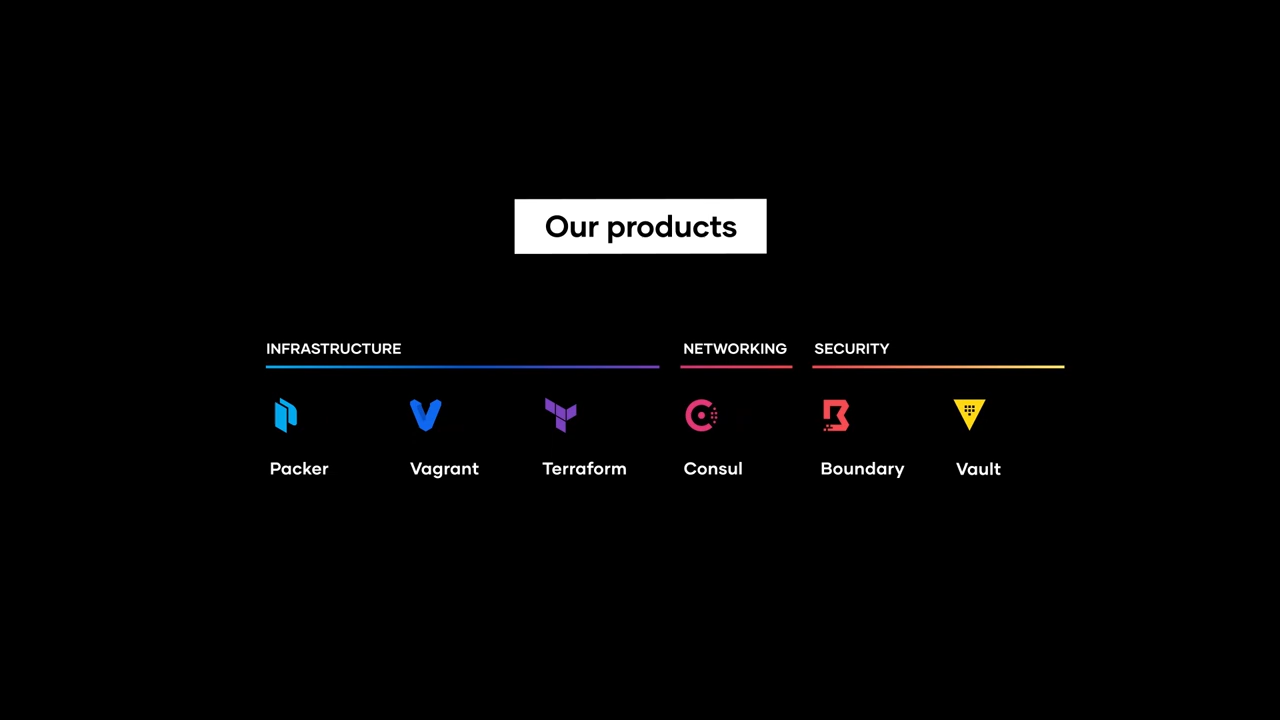 Our products
INFRASTRUCTURE NETWORKING SECURITY
Packer Vagrant Terraform Consul Boundary Vault